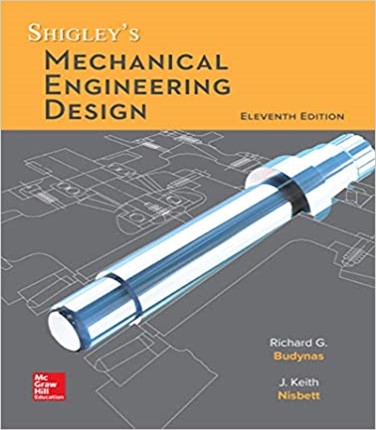 SHIGLEY'S
MECHANICAL
ENGINEERING
DESIGN
ELEVENTH EDITION
Richard G.
Budynas
J. Keith
Nisbett
Mc
Graw
Hill
Education